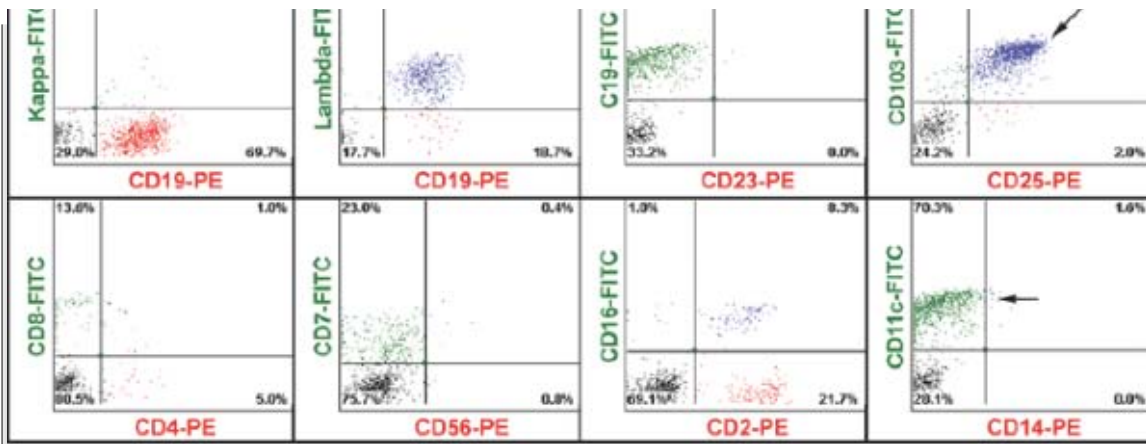 Kappa-FITC
29.0% 69.7%
CD19-PE
Lambda-FITC
17.7% 18.7%
CD19-PE
C19-FITC
33.2% 0.0%
CD23-PE
CD103-FITC
24.2% 2.0%
CD25-PE
13.6% 1.0%
CD8-FITC
80.5% 5.0%
CD4-PE
23.0% 0.4%
CD7-FITC
75.7% 0.8%
CD56-PE
1.0% 8.3%
CD16-FITC
69.1% 21.7%
CD2-PE
70.3% 1.6%
CD11c-FITC
28.1% 0.0%
CD14-PE